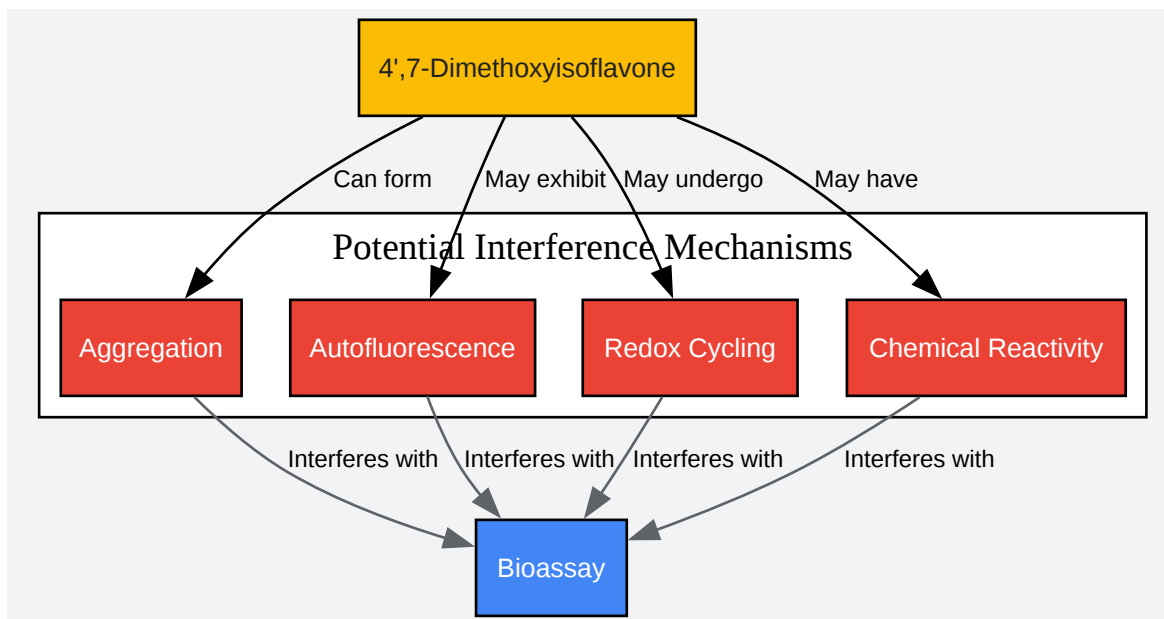 4',7-Dimethoxyisoflavone
Can form
May exhibit
May undergo
May have
Potential Interference Mechanisms
Aggregation
Autofluorescence
Redox Cycling
Chemical Reactivity
Interferes with
Interferes with
Interferes with
Interferes with
Bioassay